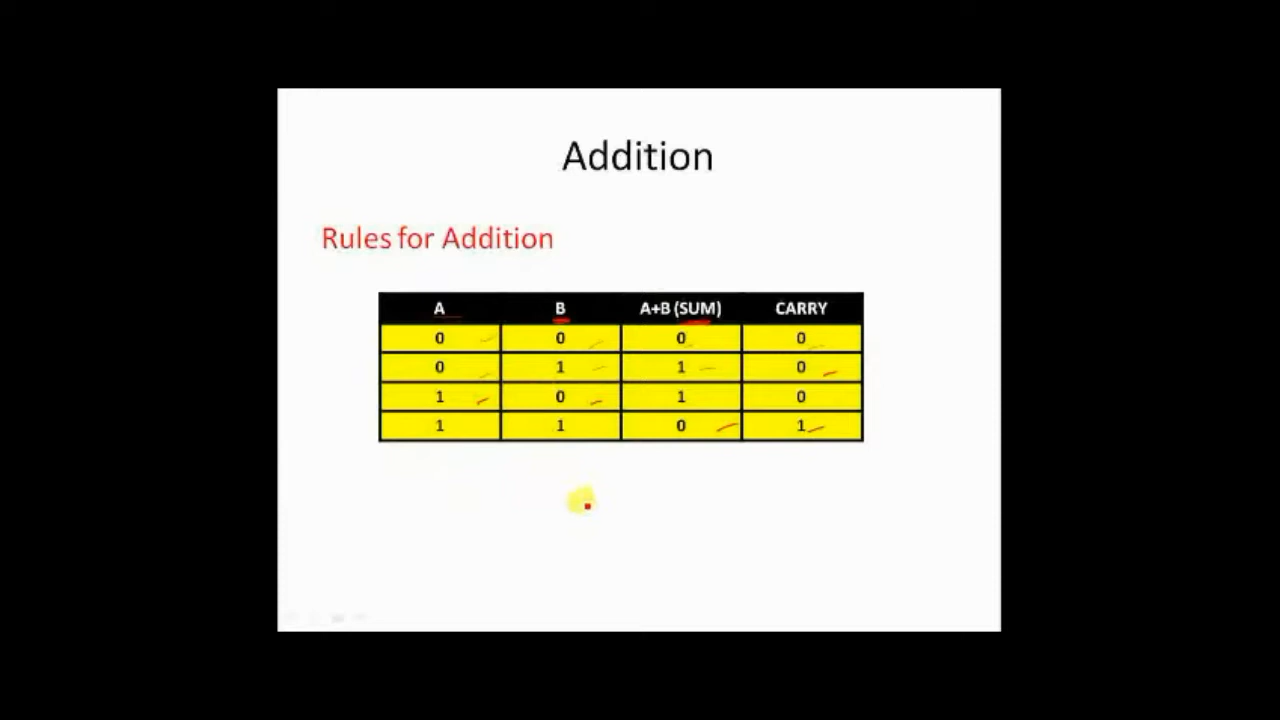 Addition
Rules for Addition
A B A+B (SUM) CARRY
0 0 0 0
0 1 1 0
1 0 1 0
1 1 0 1